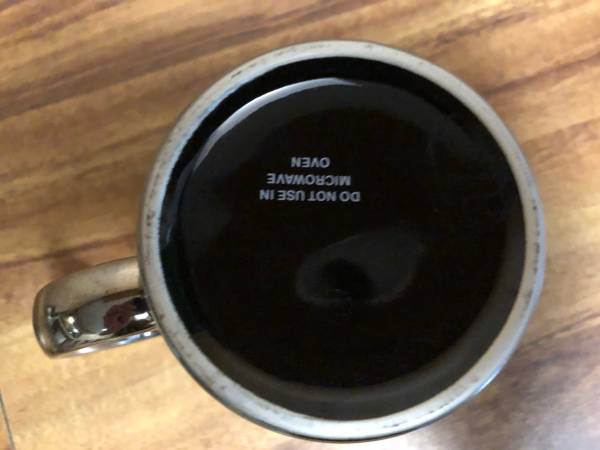 DO NOT USE IN
MICROWAVE
OVEN